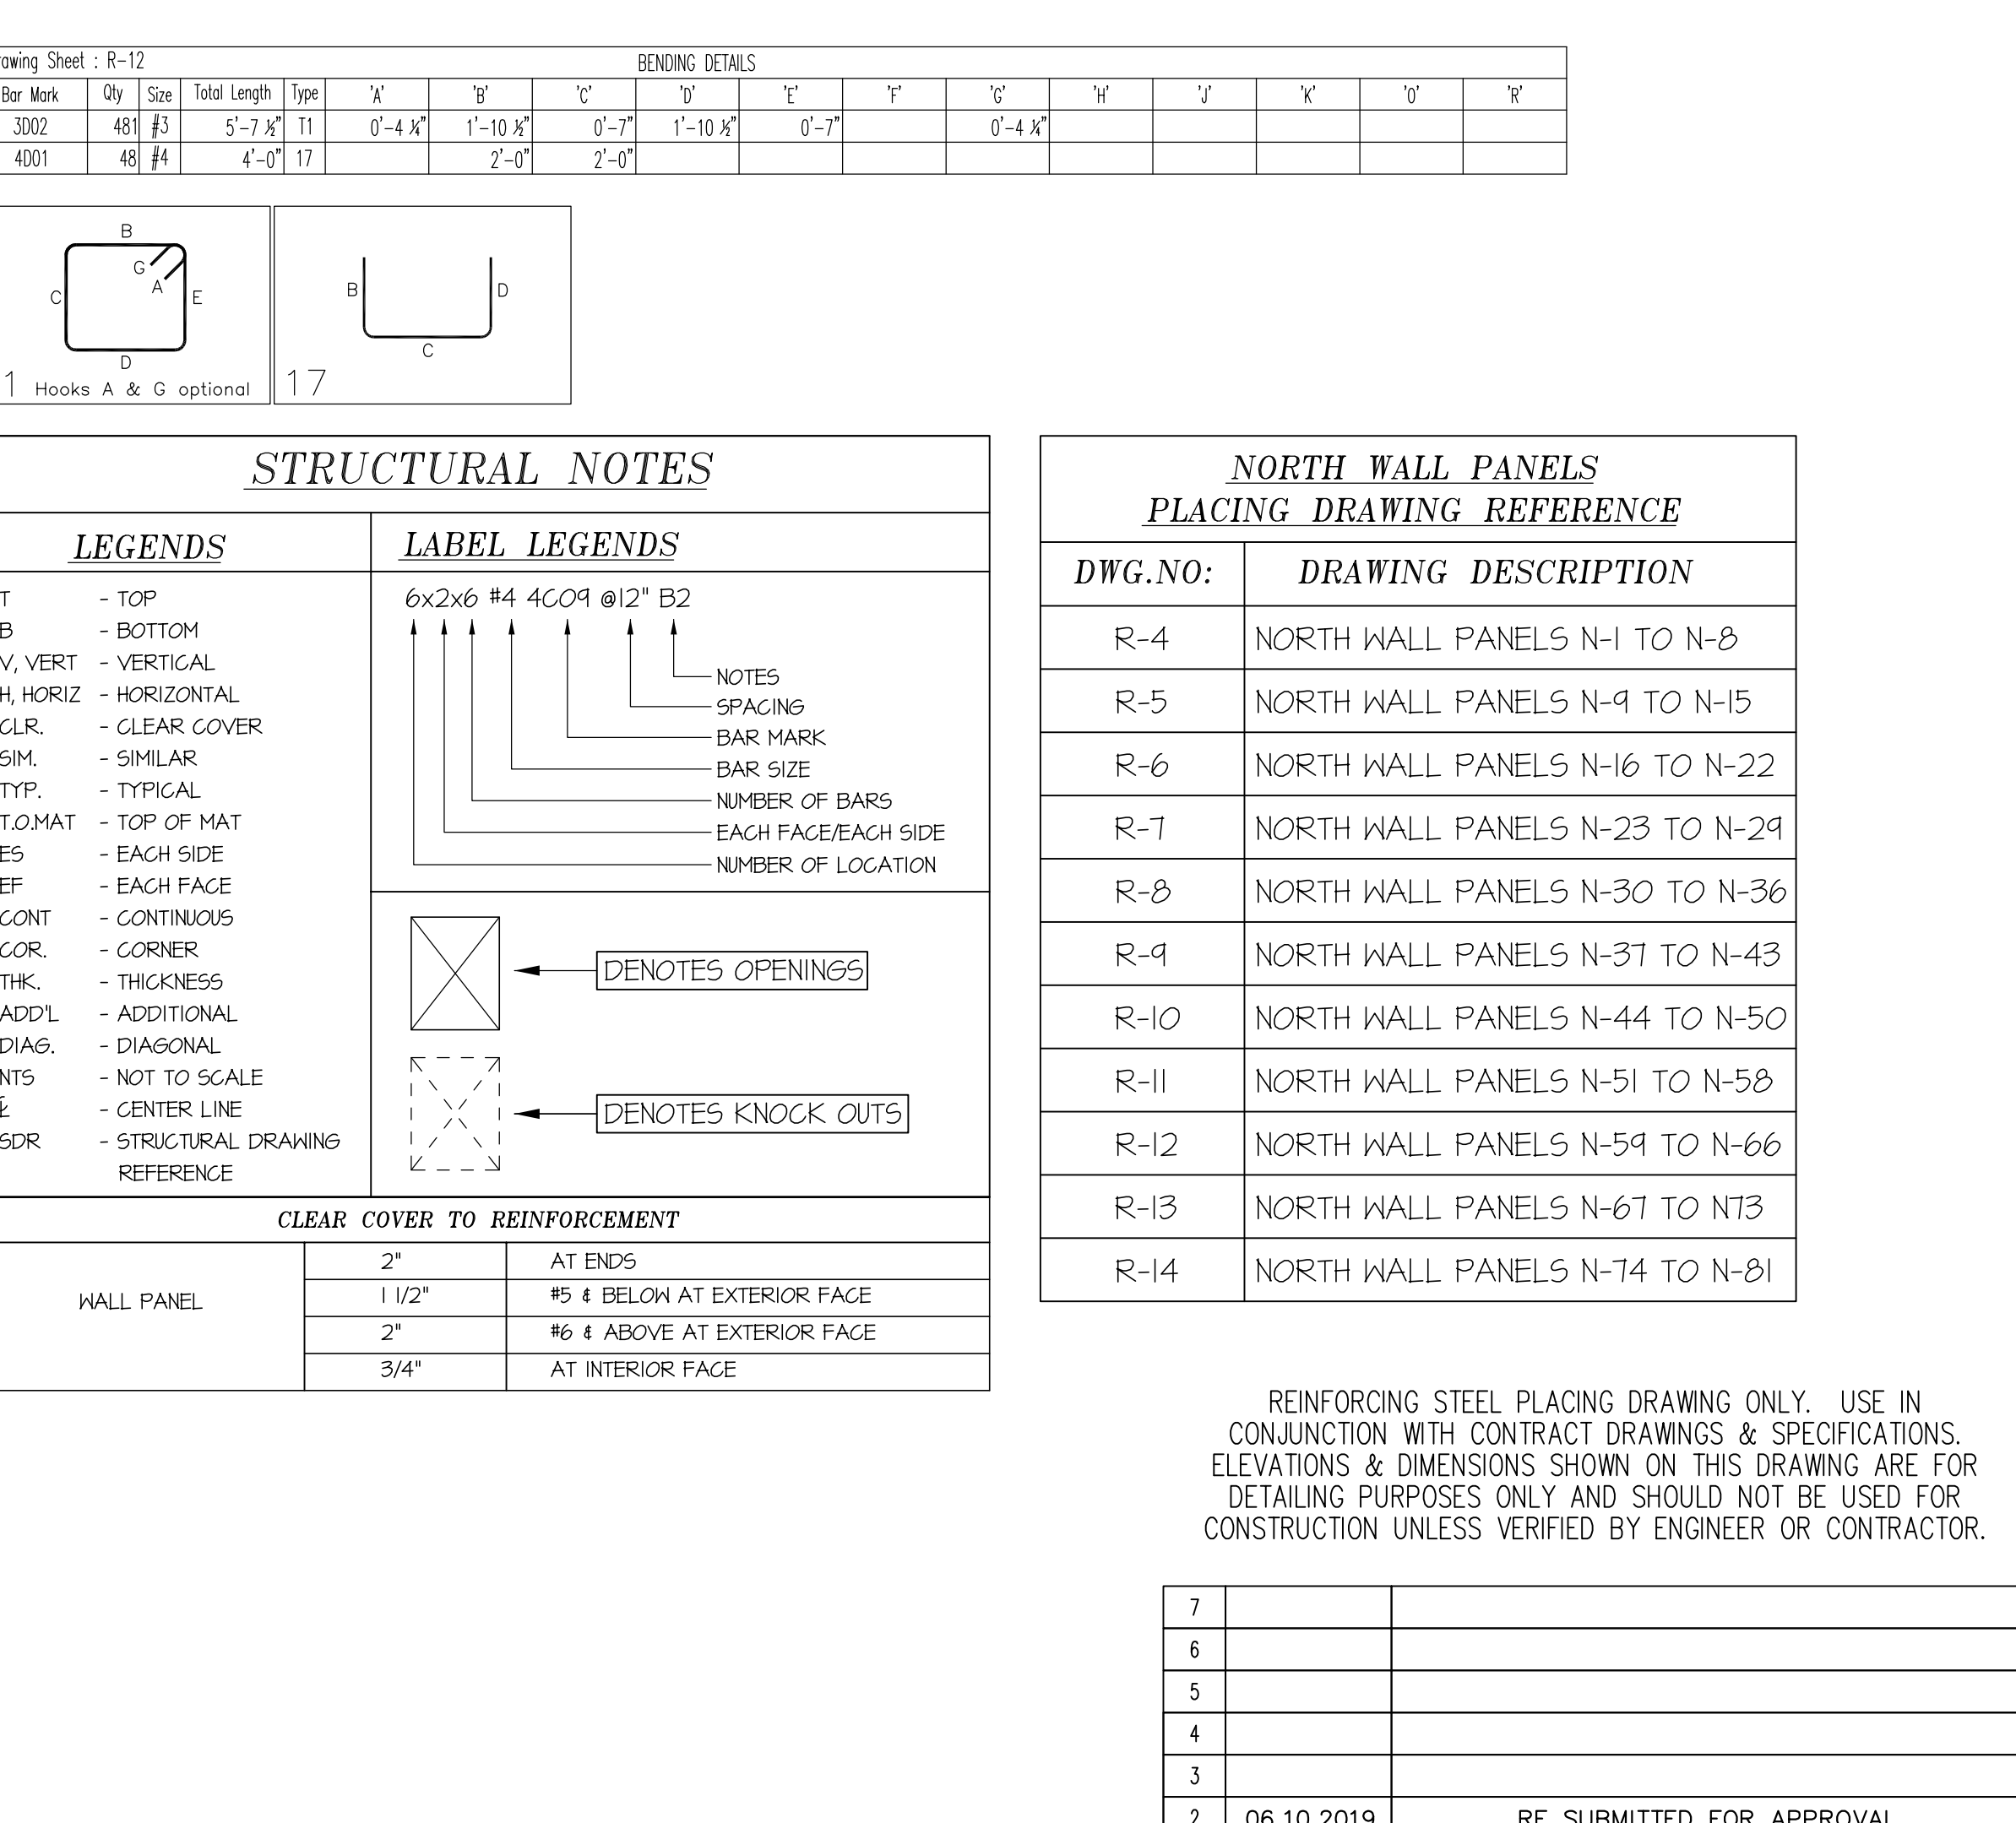 awing Sheet : R-12 BENDING DETAILS
Bar Mark Qty Size Total Length Type 'A' 'B' 'C' 'D' 'E' 'F' 'G' 'H' 'J' 'K' 'O' 'R'
3D02 481 #3 5'-7 ½" T1 0'-4 ¼" 1'-10 ½" 0'-7" 1'-10 ½" 0'-7" 0'-4 ¼"
4D01 48 #4 4'-0" 17 2'-0" 2'-0"
B
G
A
C
E
D
1 Hooks A & G optional
B
D
C
17
STRUCTURAL NOTES
LEGENDS
T - TOP
B - BOTTOM
V, VERT - VERTICAL
H, HORIZ - HORIZONTAL
CLR. - CLEAR COVER
SIM. - SIMILAR
TYP. - TYPICAL
T.O.MAT - TOP OF MAT
ES - EACH SIDE
EF - EACH FACE
CONT - CONTINUOUS
COR. - CORNER
THK. - THICKNESS
ADD'L - ADDITIONAL
DIAG. - DIAGONAL
NTS - NOT TO SCALE
- CENTER LINE
SDR - STRUCTURAL DRAWING
REFERENCE
LABEL LEGENDS
6x2x6 #4 4C09 @12" B2
NOTES
SPACING
BAR MARK
BAR SIZE
NUMBER OF BARS
EACH FACE/EACH SIDE
NUMBER OF LOCATION
DENOTES OPENINGS
DENOTES KNOCK OUTS
CLEAR COVER TO REINFORCEMENT
WALL PANEL
2" AT ENDS
1 1/2" #5 & BELOW AT EXTERIOR FACE
2" #6 & ABOVE AT EXTERIOR FACE
3/4" AT INTERIOR FACE
NORTH WALL PANELS
PLACING DRAWING REFERENCE
DWG.NO: DRAWING DESCRIPTION
R-4 NORTH WALL PANELS N-1 TO N-8
R-5 NORTH WALL PANELS N-9 TO N-15
R-6 NORTH WALL PANELS N-16 TO N-22
R-7 NORTH WALL PANELS N-23 TO N-29
R-8 NORTH WALL PANELS N-30 TO N-36
R-9 NORTH WALL PANELS N-37 TO N-43
R-10 NORTH WALL PANELS N-44 TO N-50
R-11 NORTH WALL PANELS N-51 TO N-58
R-12 NORTH WALL PANELS N-59 TO N-66
R-13 NORTH WALL PANELS N-67 TO N73
R-14 NORTH WALL PANELS N-74 TO N-81
REINFORCING STEEL PLACING DRAWING ONLY. USE IN
CONJUNCTION WITH CONTRACT DRAWINGS & SPECIFICATIONS.
ELEVATIONS & DIMENSIONS SHOWN ON THIS DRAWING ARE FOR
DETAILING PURPOSES ONLY AND SHOULD NOT BE USED FOR
CONSTRUCTION UNLESS VERIFIED BY ENGINEER OR CONTRACTOR.
7
6
5
4
3
2 06.10.2019 RE SUBMITTED FOR APPROVAL